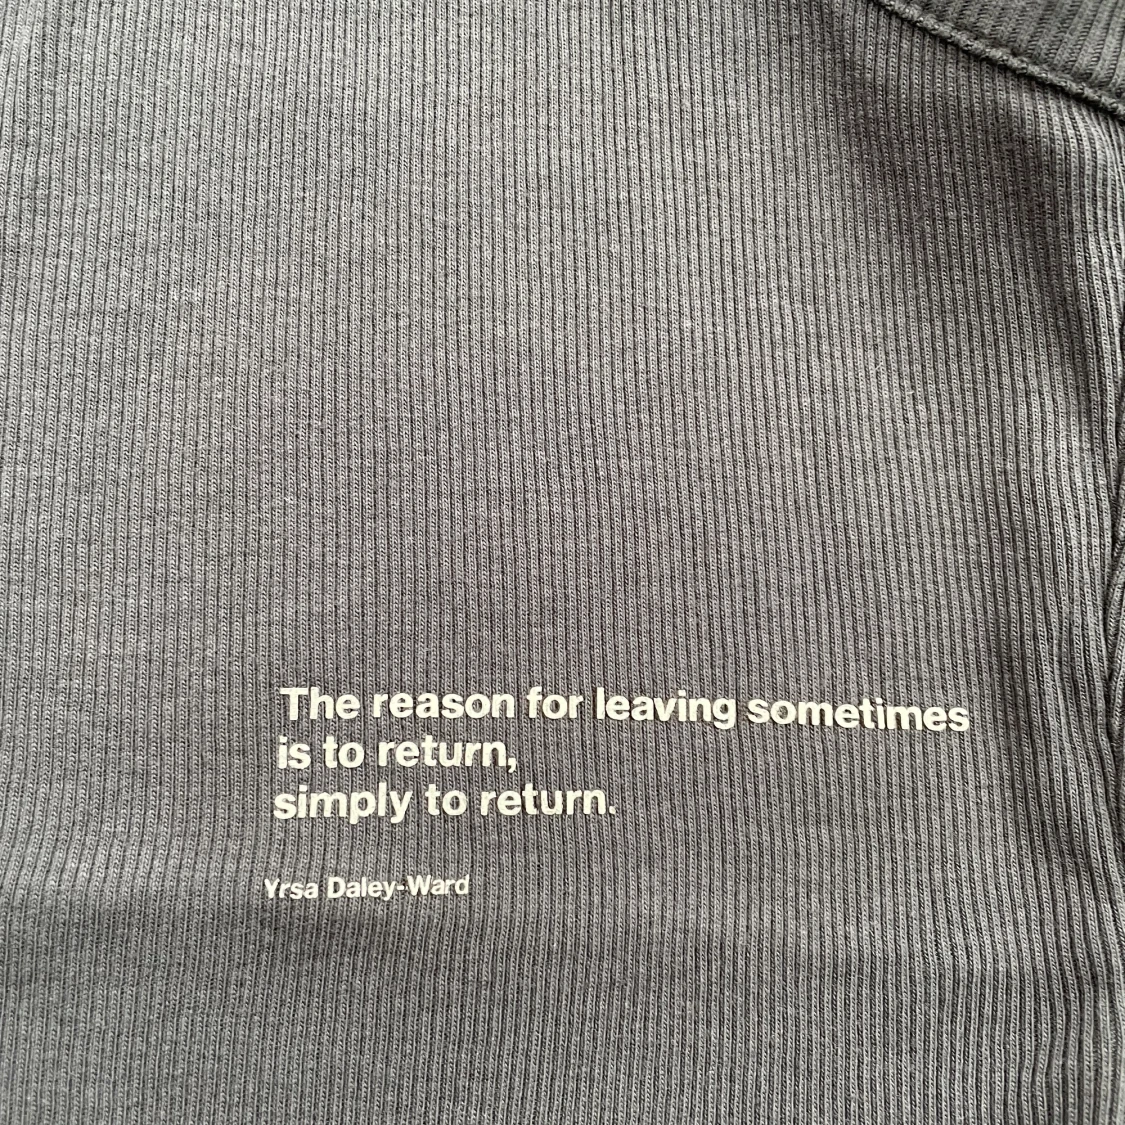 The reason for leaving sometimes
is to return,
simply to return.
Yrsa Daley-Ward